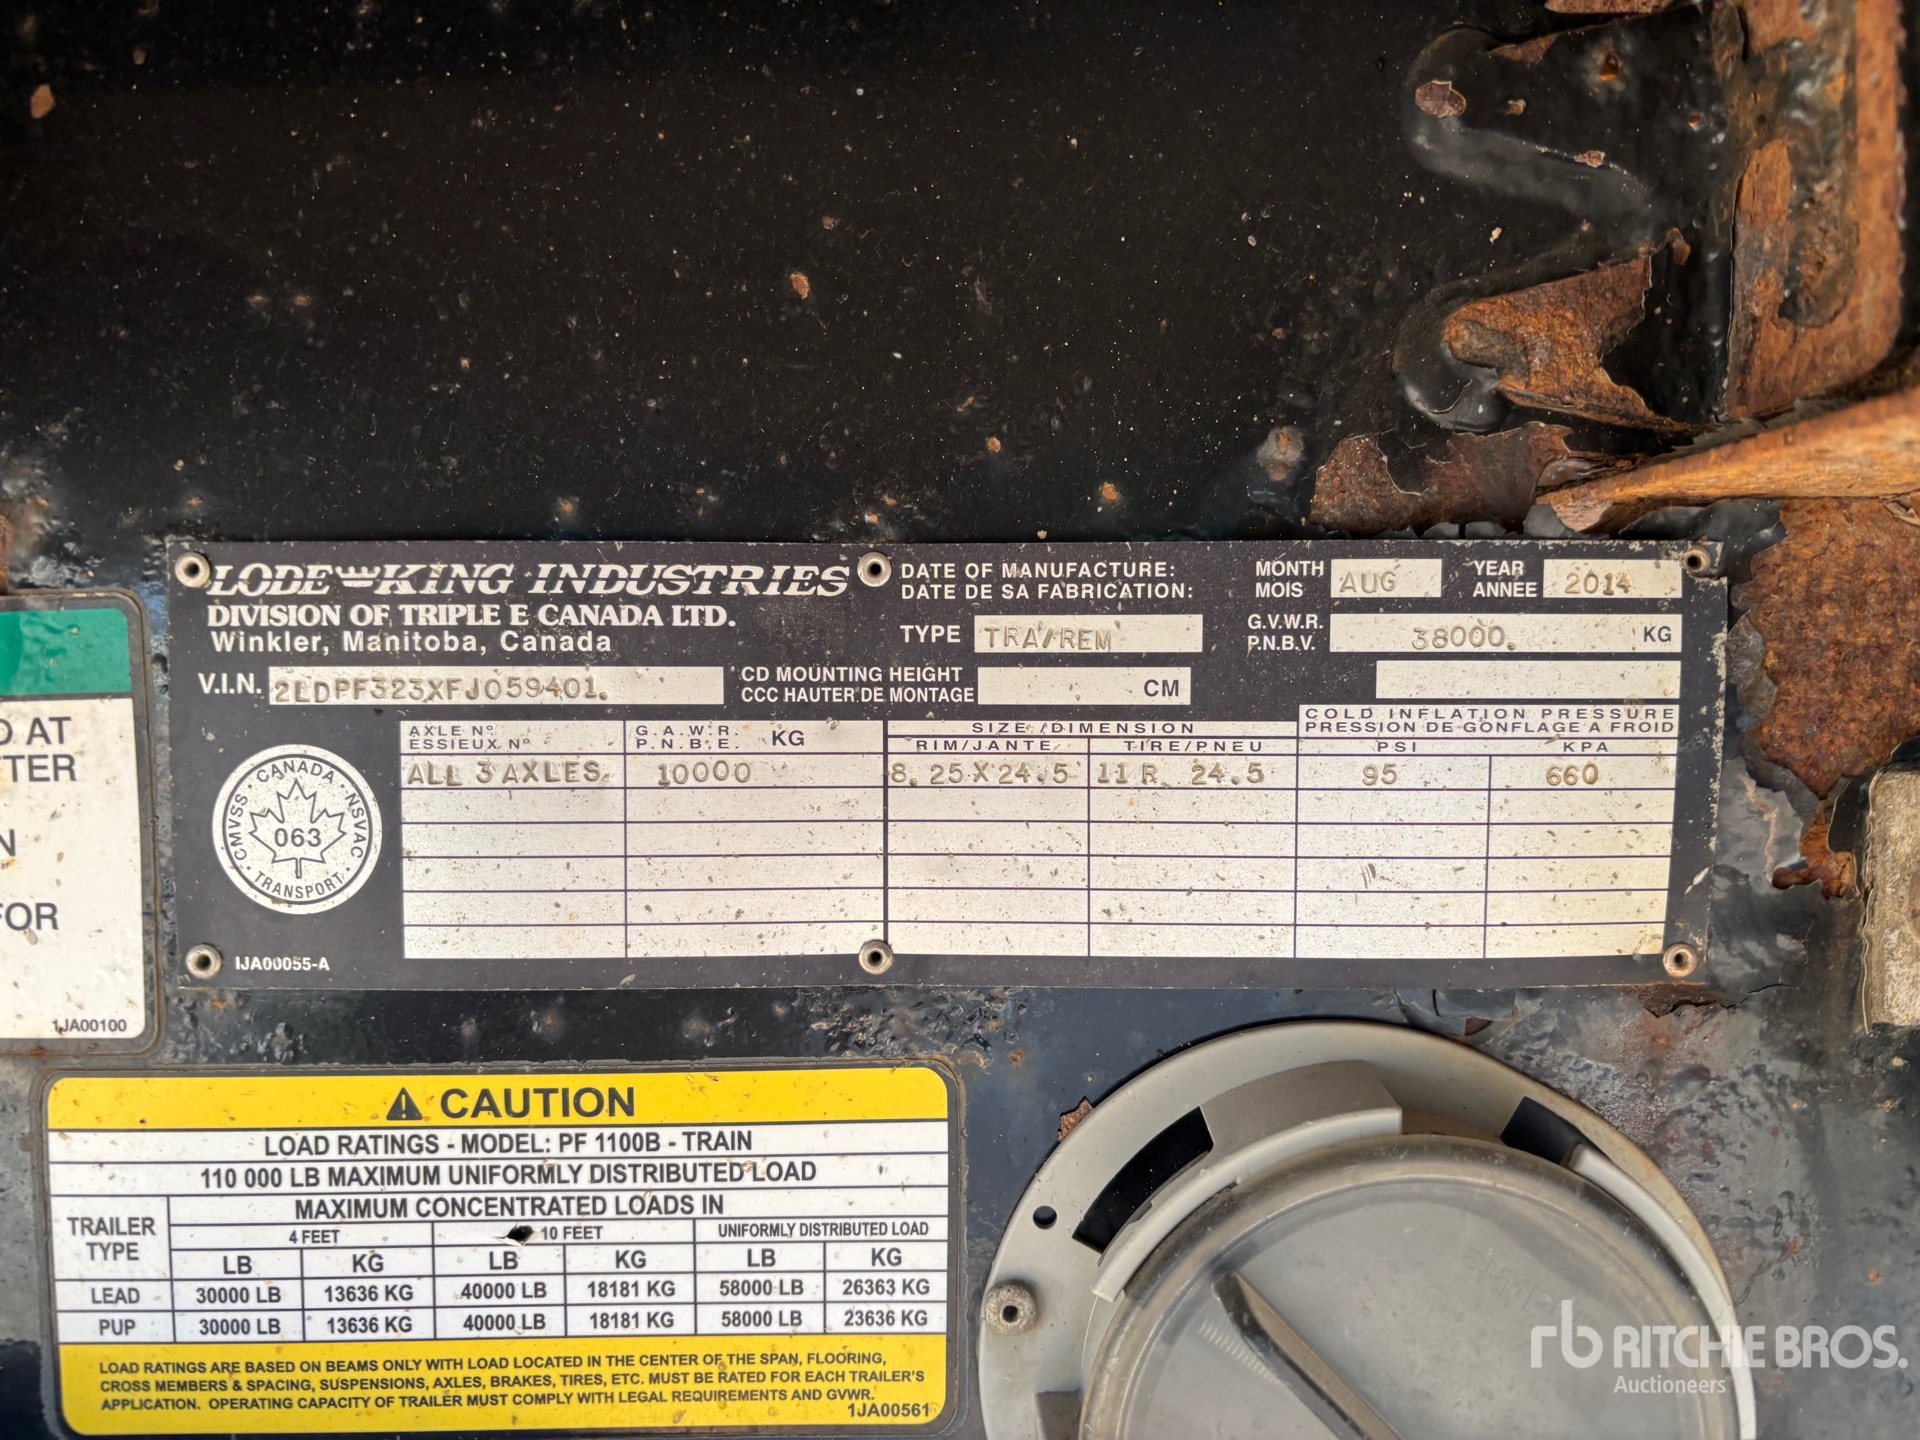 LODE KING INDUSTRIES
DIVISION OF TRIPLE E CANADA LTD.
Winkler, Manitoba, Canada
DATE OF MANUFACTURE:
DATE DE SA FABRICATION:
MONTH
MOIS
AUG
YEAR
ANNÉE
2014
TYPE TRA/REM
G.V.W.R.
P.N.B.V.
38000. KG
V.I.N. 2LDPF323XFJ059401.
CD MOUNTING HEIGHT
CCC HAUTER DE MONTAGE
CM
AXLE Nº
ESSIEUX Nº
G.A.W.R.
P.N.B.E. KG
SIZE/DIMENSION
RIM/JANTE TIRE/PNEU
COLD INFLATION PRESSURE
PRESSION DE GONFLAGE A FROID
PSI KPA
ALL 3 AXLES. 10000 8.25 X 24.5 11 R 24.5 95 660
CANADA
CMVSS NSVAC
063
TRANSPORT
IJA00055-A
D AT
TTER
N
FOR
1JA00100
CAUTION
LOAD RATINGS - MODEL: PF 1100B - TRAIN
110 000 LB MAXIMUM UNIFORMLY DISTRIBUTED LOAD
TRAILER TYPE
MAXIMUM CONCENTRATED LOADS IN
4 FEET 10 FEET UNIFORMLY DISTRIBUTED LOAD
LB KG LB KG LB KG
LEAD 30000 LB 13636 KG 40000 LB 18181 KG 58000 LB 26363 KG
PUP 30000 LB 13636 KG 40000 LB 18181 KG 58000 LB 23636 KG
LOAD RATINGS ARE BASED ON BEAMS ONLY WITH LOAD LOCATED IN THE CENTER OF THE SPAN, FLOORING,
CROSS MEMBERS & SPACING, SUSPENSIONS, AXLES, BRAKES, TIRES, ETC. MUST BE RATED FOR EACH TRAILER'S
APPLICATION. OPERATING CAPACITY OF TRAILER MUST COMPLY WITH LEGAL REQUIREMENTS AND GVWR.
1JA00561
rb RITCHIE BROS.
Auctioneers